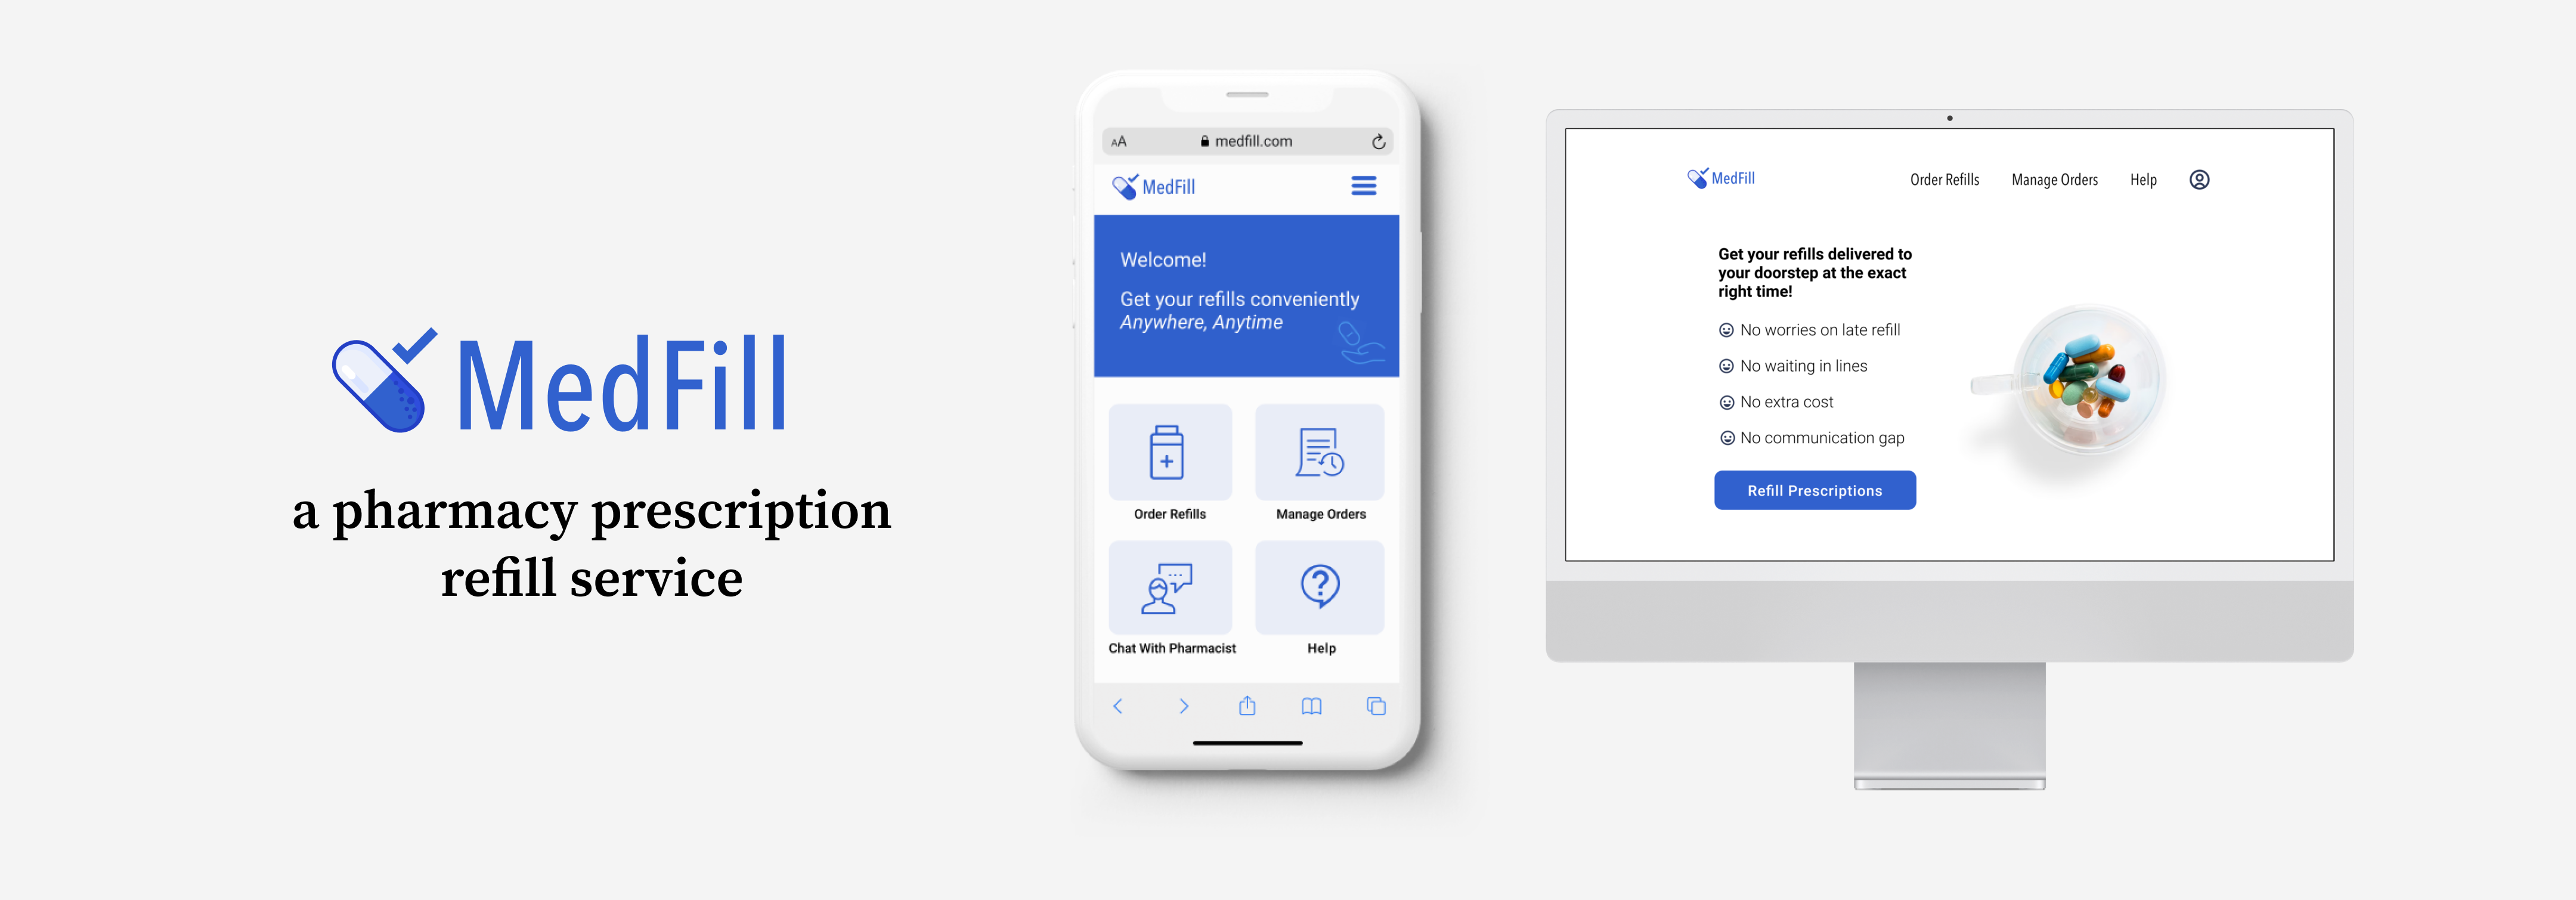 MedFill
a pharmacy prescription
refill service
AA
medfill.com
MedFill
Welcome!
Get your refills conveniently
Anywhere, Anytime
Order Refills
Manage Orders
Chat With Pharmacist
Help
MedFill
Order Refills
Manage Orders
Help
Get your refills delivered to
your doorstep at the exact
right time!
No worries on late refill
No waiting in lines
No extra cost
No communication gap
Refill Prescriptions